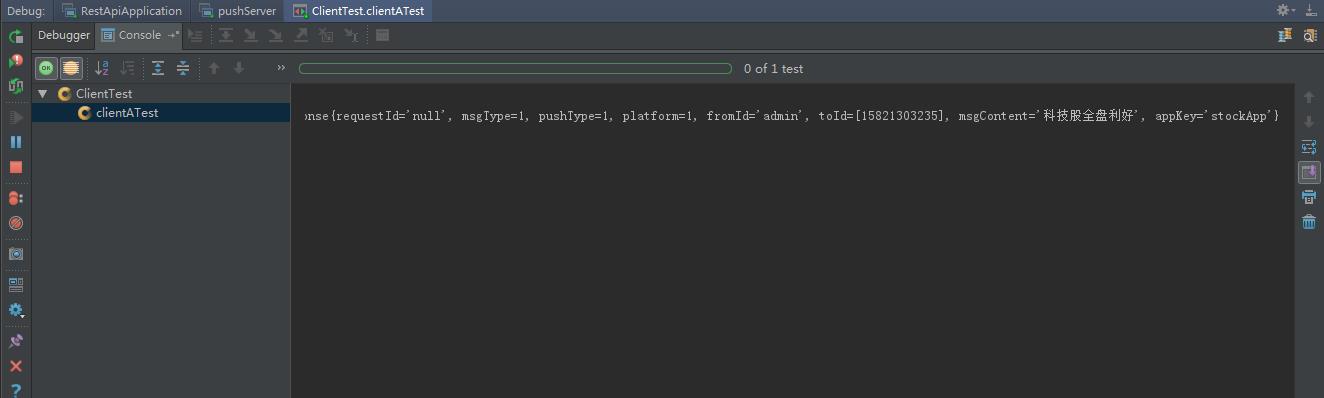 Debug: RestApiApplication pushServer ClientTest.clientATest
Debugger Console
0 of 1 test
ClientTest
clientATest
onse{requestId='null', msgType=1, pushType=1, platform=1, fromId='admin', toId=[15821303235], msgContent='科技股全盘利好', appKey='stockApp'}